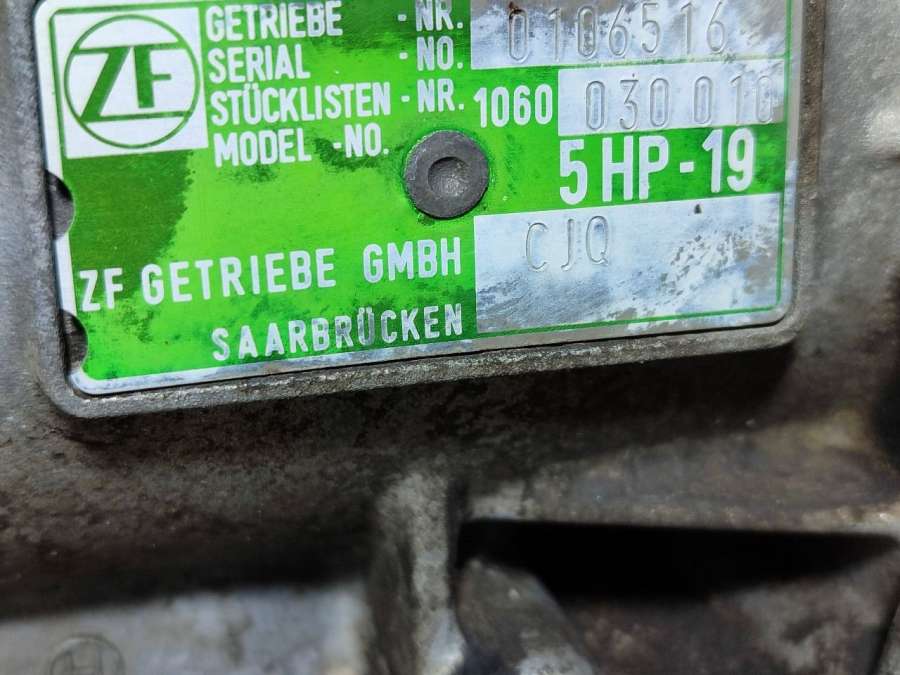 ZF
GETRIEBE - NR. 0106516
SERIAL - NO.
STÜCKLISTEN - NR. 1060 030 010
MODEL - NO.
5 HP - 19
CJQ
ZF GETRIEBE GMBH
SAARBRÜCKEN